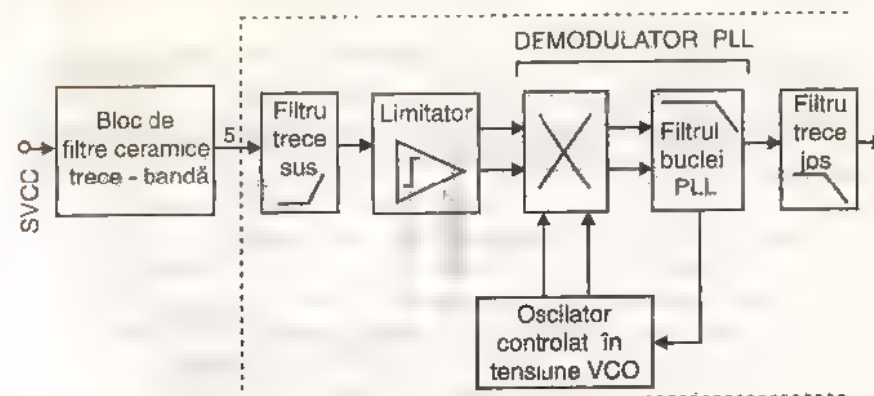 DEMODULATOR PLL
SVCC
Bloc de
filtre ceramice
trece - bandă
5
Filtru
trece
sus
Limitator
Filtrul
buclei
PLL
Filtru
trece
jos
Oscilator
controlat în
tensiune VCO